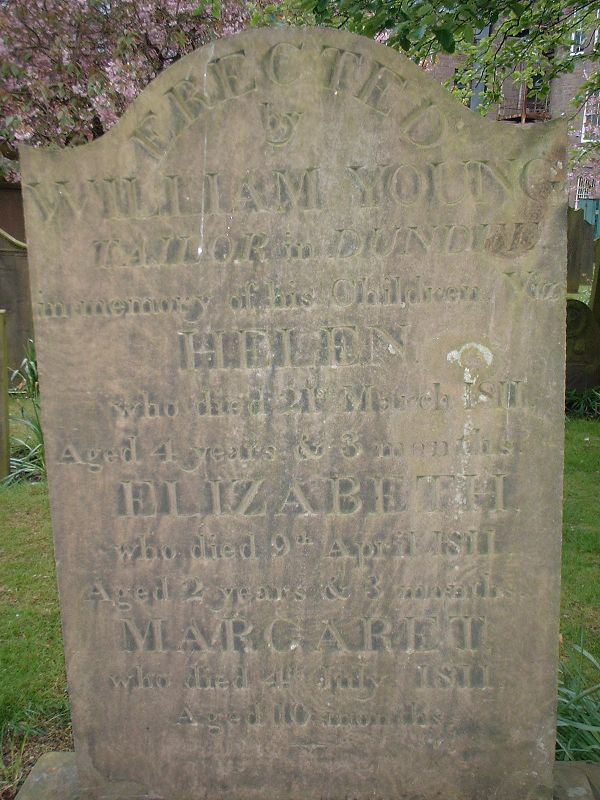 ERECTED
by
WILLIAM YOUNG
TAILOR in DUNDEE
in memory of his Children Viz
HELEN
who died 21st March 1811.
Aged 4 years & 3 months.
ELIZABETH
who died 9th April 1811
Aged 2 years & 3 months.
MARGARET
who died 4th July 1811.
Aged 10 months.